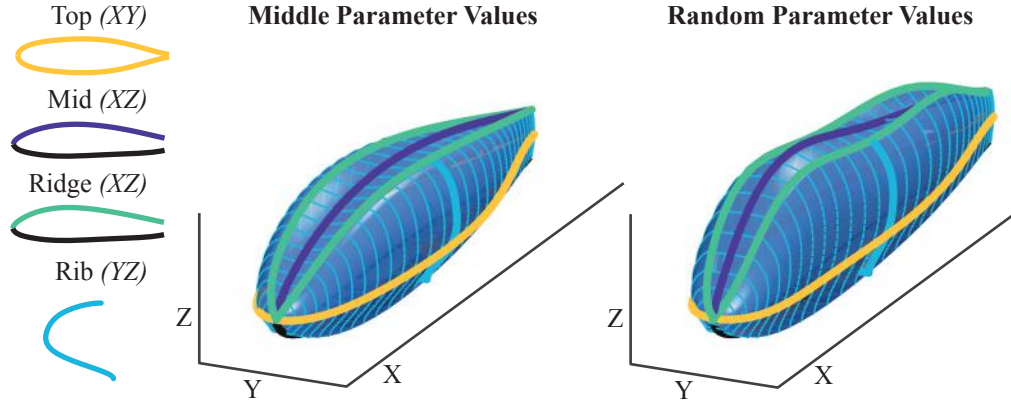 Top (XY)
Mid (XZ)
Ridge (XZ)
Rib (YZ)
Middle Parameter Values
Z
Y
X
Random Parameter Values
Z
Y
X